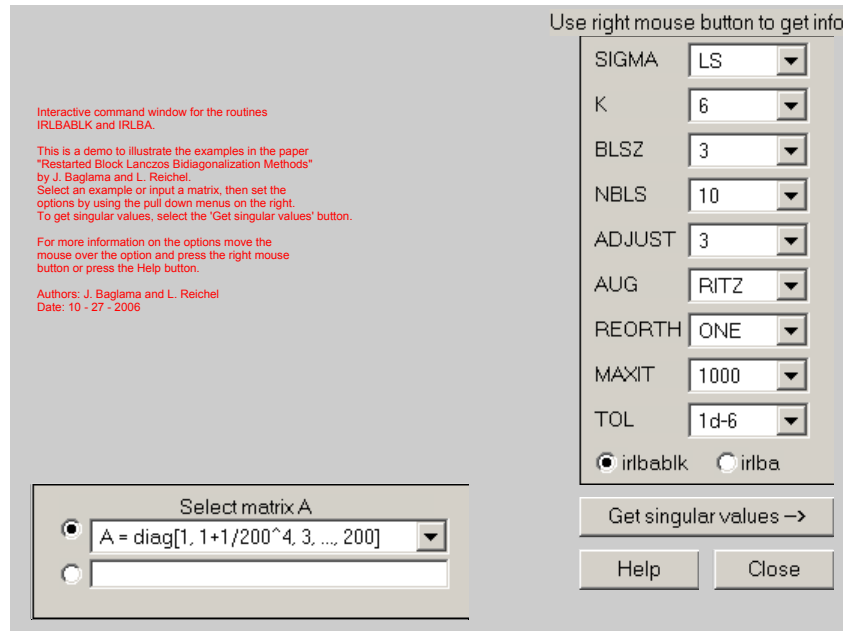 Use right mouse button to get info
SIGMA LS
K 6
BLSZ 3
NBLS 10
ADJUST 3
AUG RITZ
REORTH ONE
MAXIT 1000
TOL 1d-6
irlbablk irlba
Get singular values -->
Help Close
Interactive command window for the routines
IRLBABLK and IRLBA.
This is a demo to illustrate the examples in the paper
"Restarted Block Lanczos Bidiagonalization Methods"
by J. Baglama and L. Reichel.
Select an example or input a matrix, then set the
options by using the pull down menus on the right.
To get singular values, select the 'Get singular values' button.
For more information on the options move the
mouse over the option and press the right mouse
button or press the Help button.
Authors: J. Baglama and L. Reichel
Date: 10 - 27 - 2006
Select matrix A
A = diag[1, 1+1/200^4, 3, ..., 200]